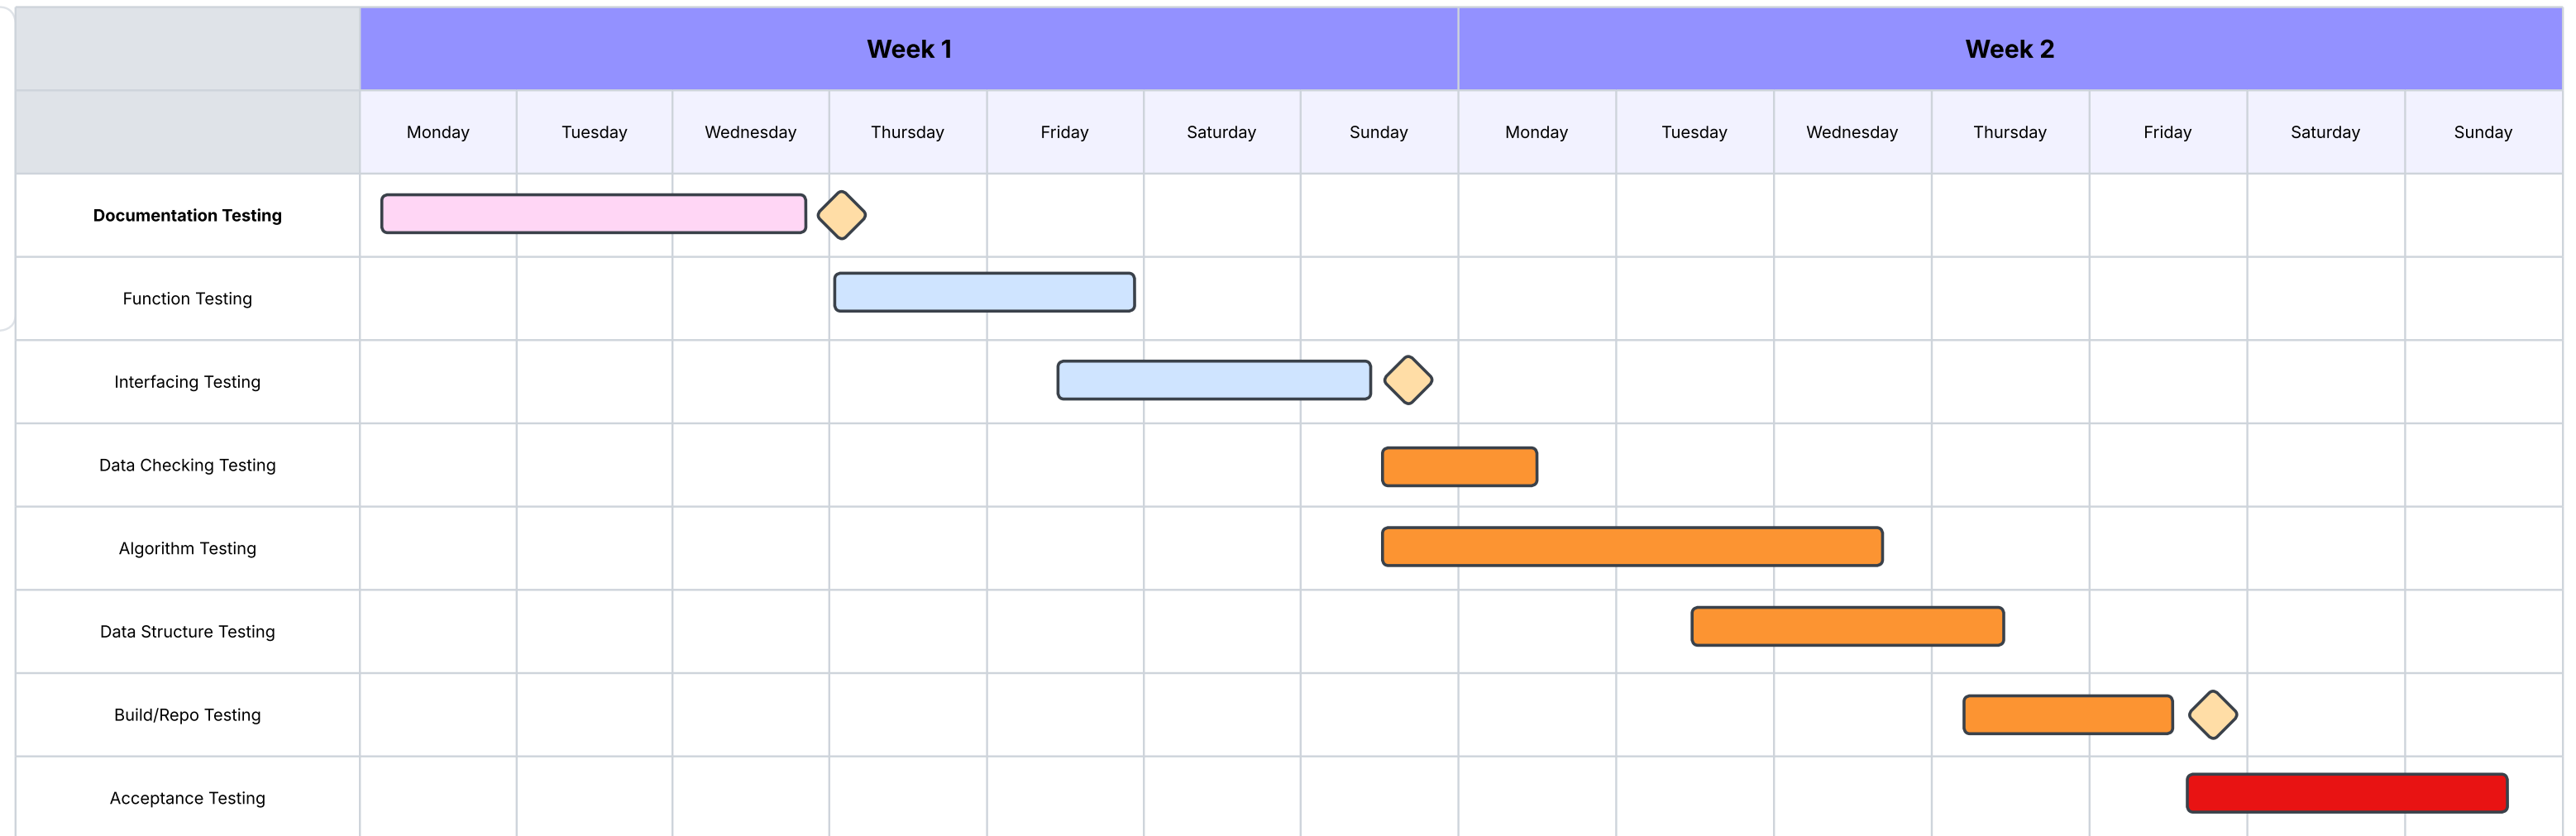 Week 1
Week 2
Monday
Tuesday
Wednesday
Thursday
Friday
Saturday
Sunday
Monday
Tuesday
Wednesday
Thursday
Friday
Saturday
Sunday
Documentation Testing
Function Testing
Interfacing Testing
Data Checking Testing
Algorithm Testing
Data Structure Testing
Build/Repo Testing
Acceptance Testing